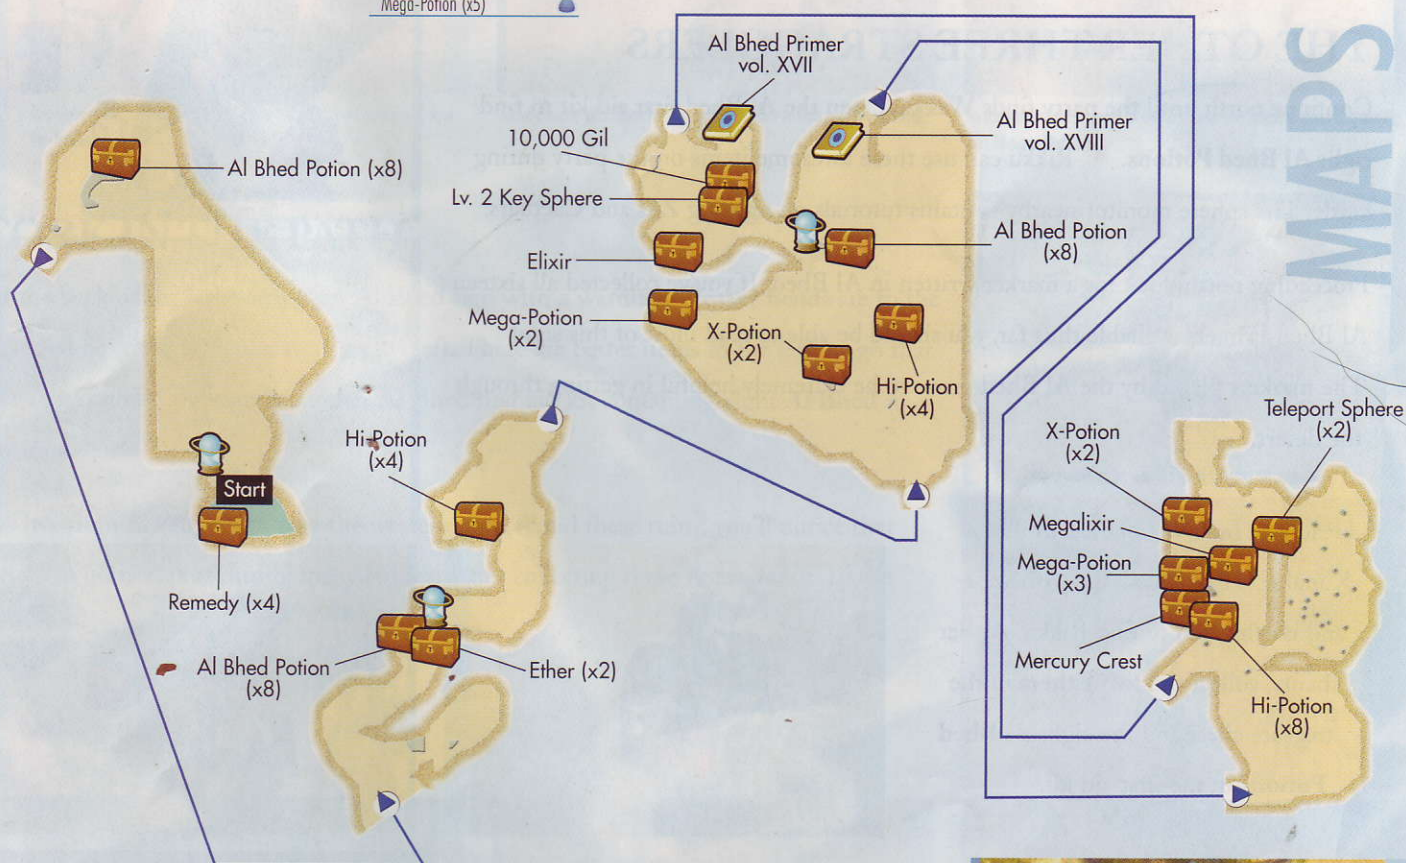 Mega-Potion (x5)
MAPS
Al Bhed Primer
vol. XVII
10,000 Gil
Al Bhed Primer
vol. XVIII
Al Bhed Potion (x8)
Lv. 2 Key Sphere
Al Bhed Potion
(x8)
Elixir
Mega-Potion
(x2)
X-Potion
(x2)
Hi-Potion
(x4)
Hi-Potion
(x4)
Teleport Sphere
(x2)
X-Potion
(x2)
Start
Megalixir
Mega-Potion
(x3)
Remedy (x4)
Al Bhed Potion
(x8)
Ether (x2)
Mercury Crest
Hi-Potion
(x8)